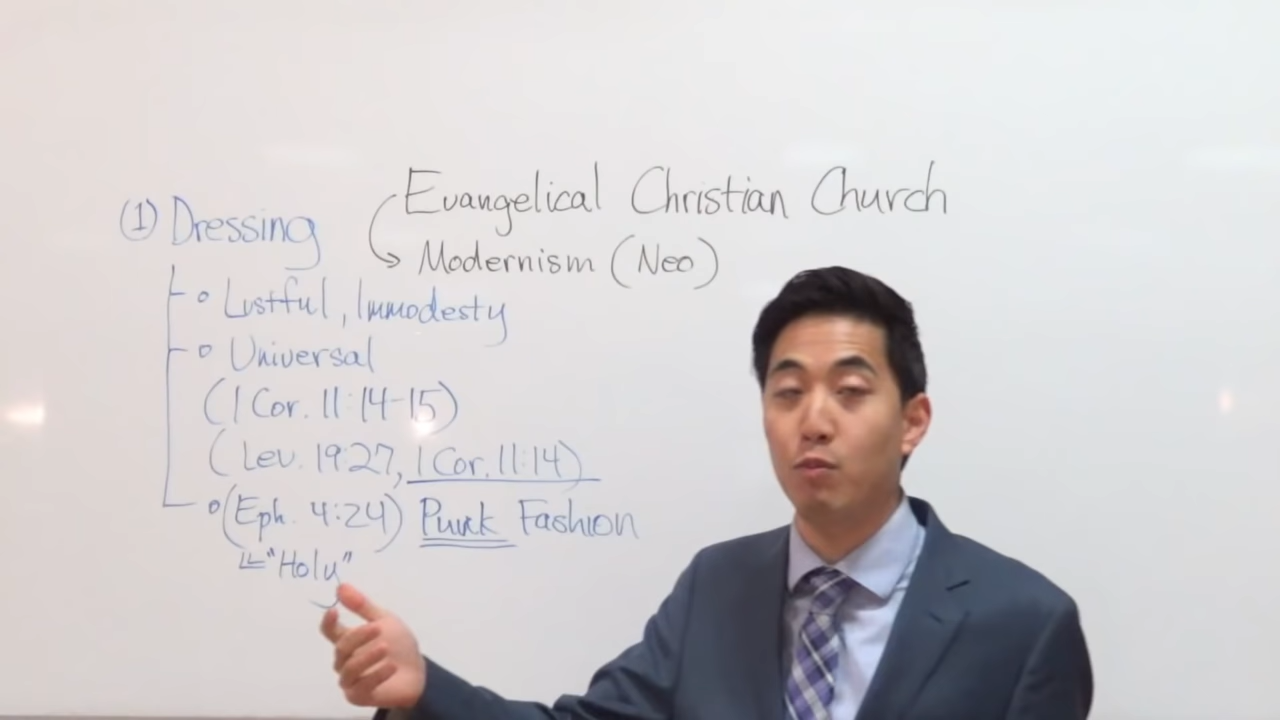 Evangelical Christian Church
Modernism (Neo)
(1) Dressing
Lustful, Immodesty
Universal
(1 Cor. 11:14-15)
(Lev. 19:27, 1 Cor. 11:14)
(Eph. 4:24) Punk Fashion
"Holy"